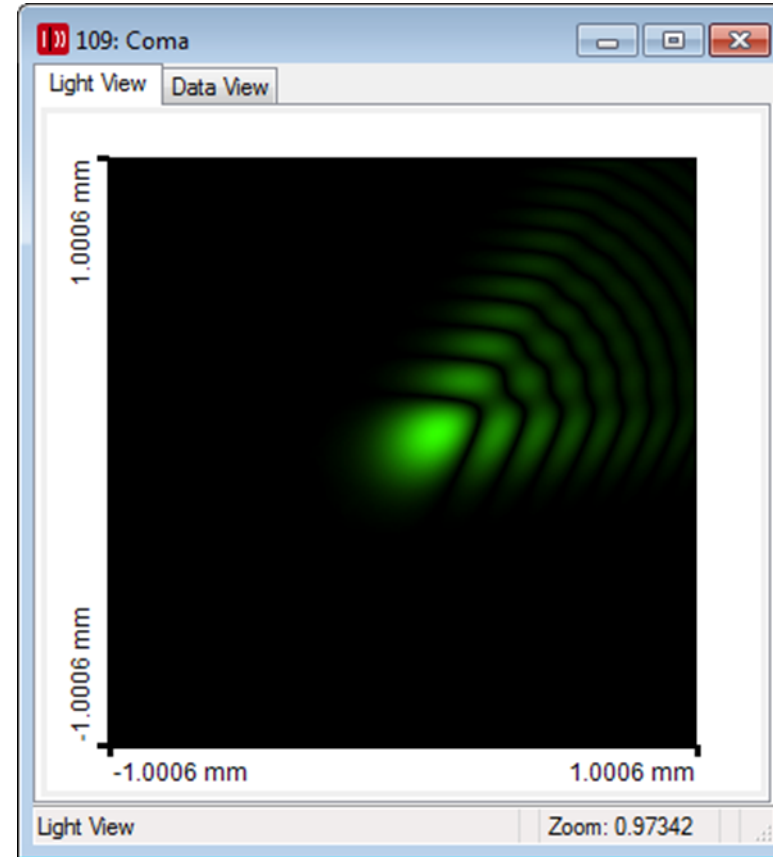 109: Coma
Light View
Data View
1.0006 mm
-1.0006 mm
-1.0006 mm
1.0006 mm
Light View
Zoom: 0.97342